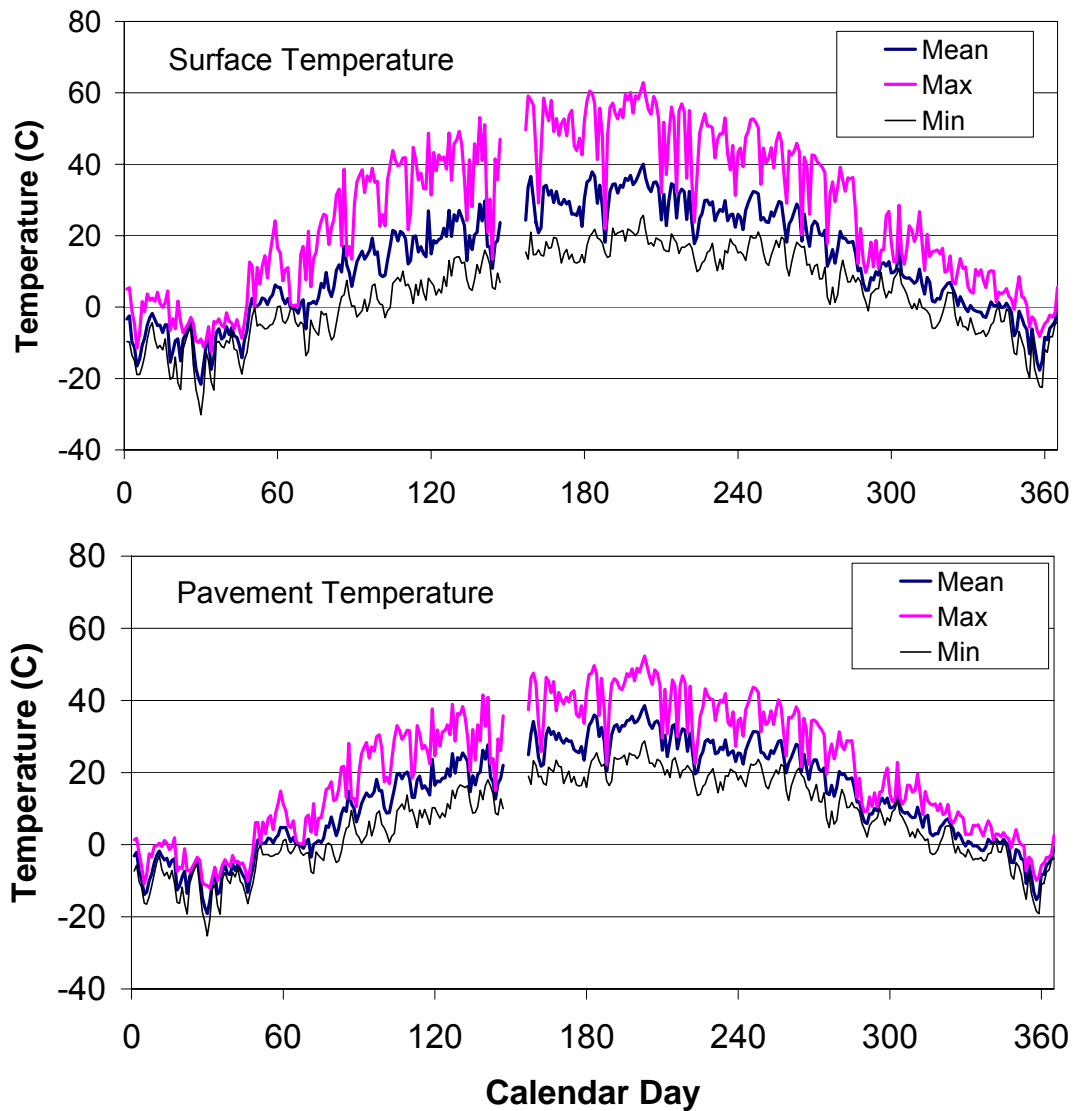 Surface Temperature
Mean
Max
Min
Temperature (C)
80
60
40
20
0
-20
-40
0 60 120 180 240 300 360
Pavement Temperature
Mean
Max
Min
Temperature (C)
80
60
40
20
0
-20
-40
0 60 120 180 240 300 360
Calendar Day